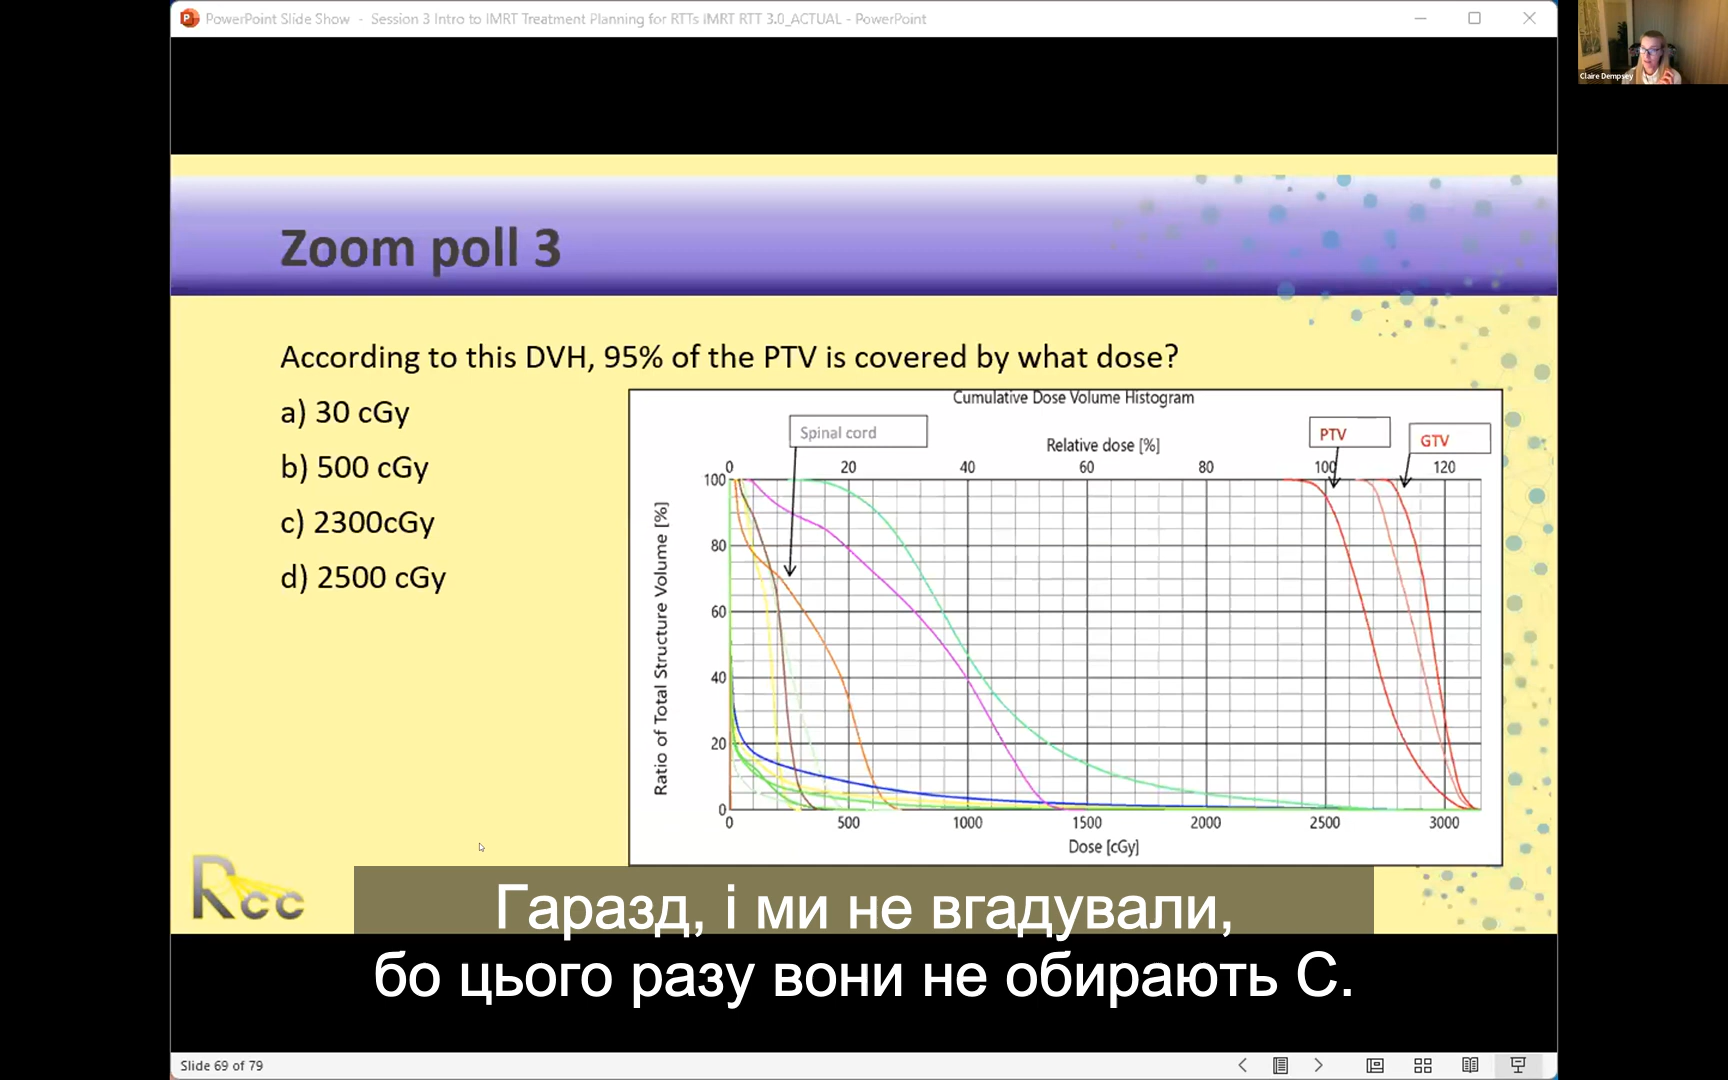 PowerPoint Slide Show - Session 3 Intro to IMRT Treatment Planning for RTTs IMRT RTT 3.0_ACTUAL - PowerPoint
Claire Dempsey
Zoom poll 3
According to this DVH, 95% of the PTV is covered by what dose?
a) 30 cGy
b) 500 cGy
c) 2300cGy
d) 2500 cGy
Cumulative Dose Volume Histogram
Spinal cord
PTV
GTV
Relative dose [%]
0 20 40 60 80 100 120
Ratio of Total Structure Volume [%]
100
80
60
40
20
0
0 500 1000 1500 2000 2500 3000
Dose [cGy]
Rcc
Гаразд, і ми не вгадували,
бо цього разу вони не обирають С.
Slide 69 of 79